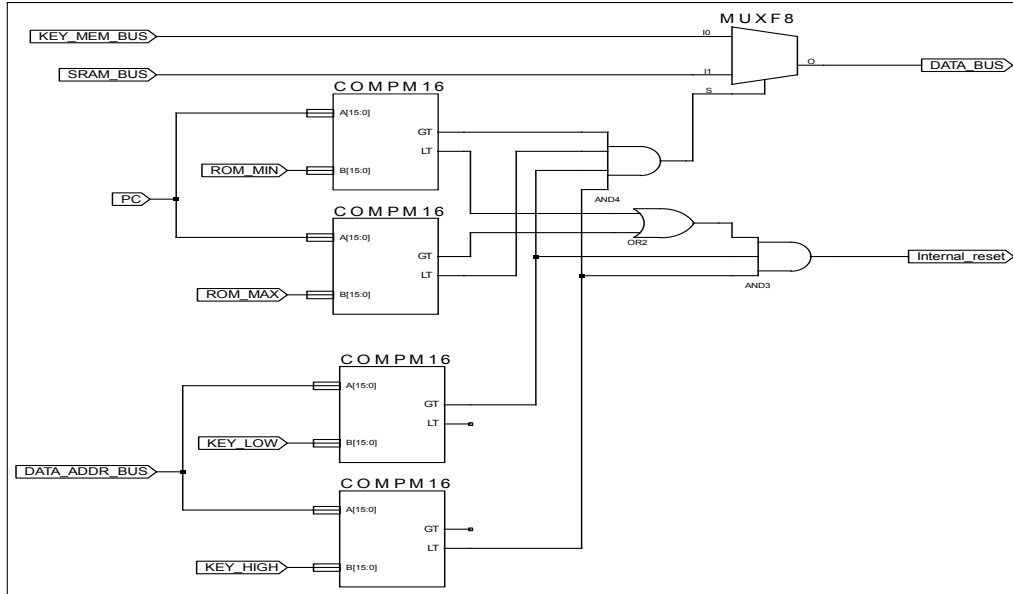 MUXF8
KEY_MEM_BUS
I0
O
DATA_BUS
SRAM_BUS
I1
S
COMPM16
A[15:0]
GT
LT
ROM_MIN
B[15:0]
AND4
PC
COMPM16
A[15:0]
OR2
GT
LT
Internal_reset
ROM_MAX
B[15:0]
AND3
COMPM16
A[15:0]
GT
LT
KEY_LOW
B[15:0]
DATA_ADDR_BUS
COMPM16
A[15:0]
GT
LT
KEY_HIGH
B[15:0]